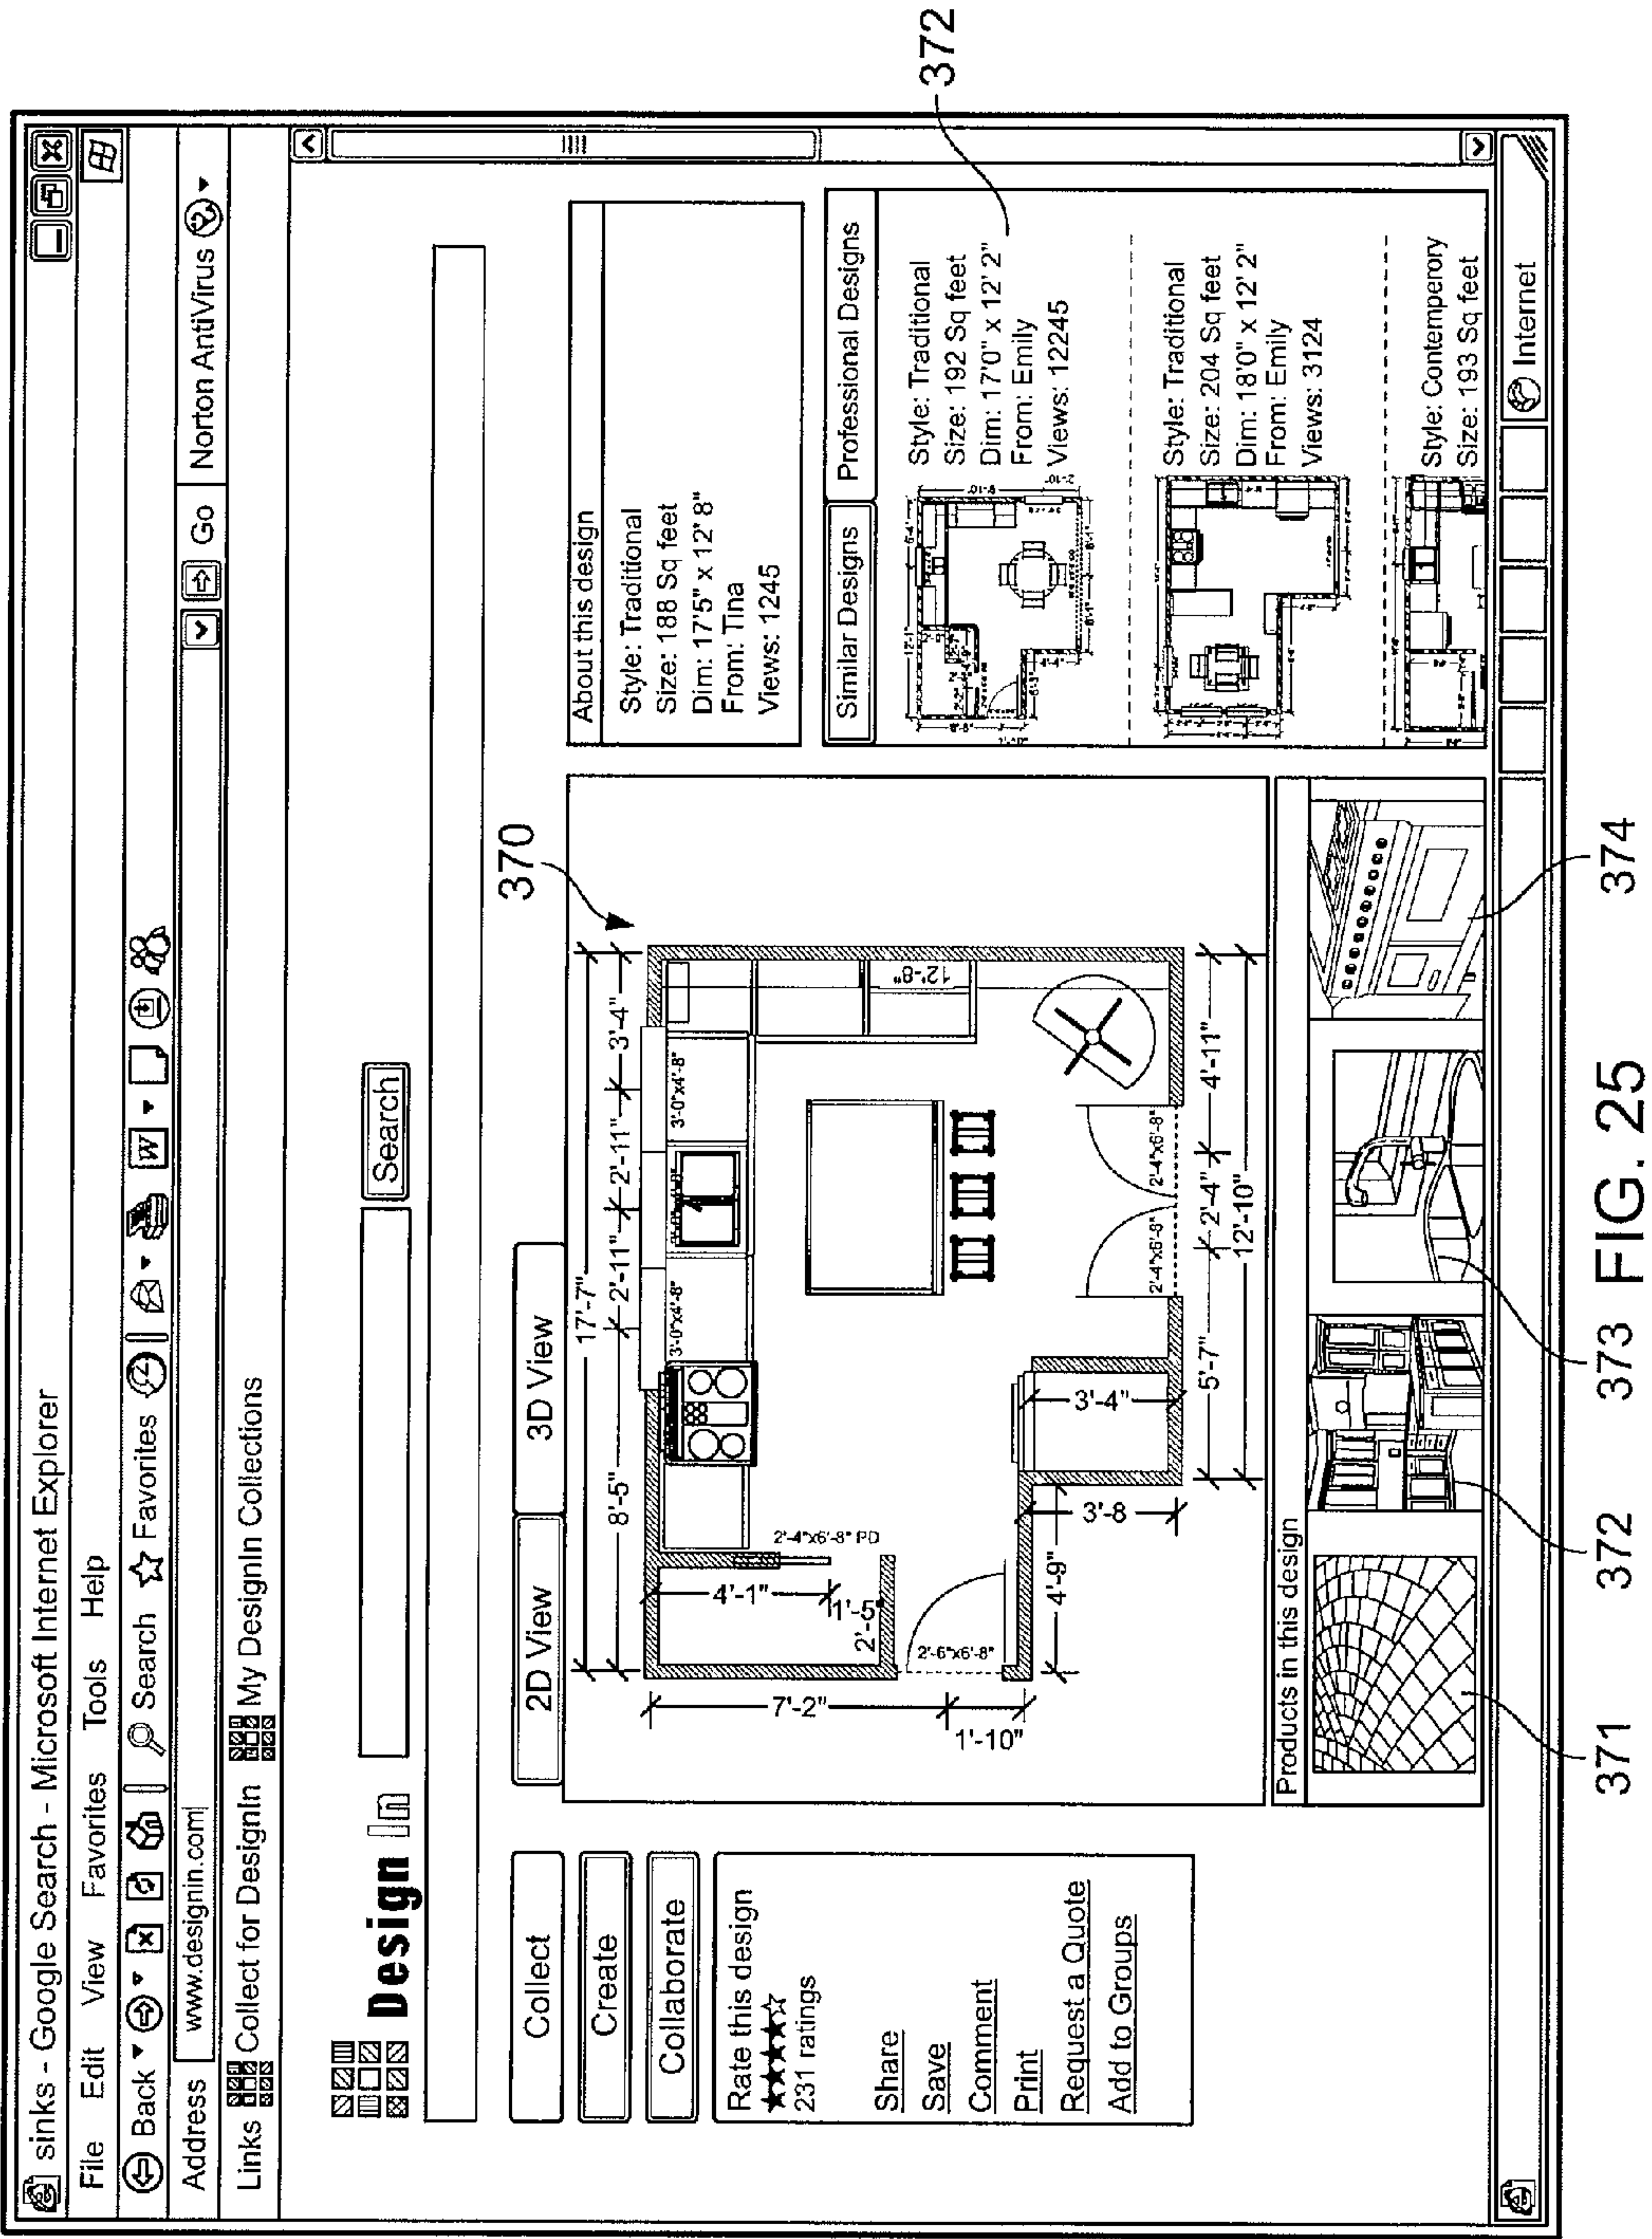 sinks - Google Search - Microsoft Internet Explorer
File Edit View Favorites Tools Help
Back Search Favorites W
Address www.designin.com Go Norton AntiVirus
Links Collect for DesignIn My DesignIn Collections
Design In Search
Collect
Create
Collaborate
Rate this design
231 ratings
Share
Save
Comment
Print
Request a Quote
Add to Groups
2D View 3D View
370
17'-7"
8'-5" 2'-11" 2'-11" 3'-4"
3'-0"x4'-8" 3'-0"x4'-8"
12'-8"
2'-4"x6'-8" PD
4'-1"
1'-5"
2'-6"
2'-6"x6'-8"
7'-2"
1'-10"
4'-9"
3'-8
3'-4"
2'-4"x6'-8" 2'-4"x6'-8"
5'-7" 2'-4" 4'-11"
12'-10"
Products in this design
About this design
Style: Traditional
Size: 188 Sq feet
Dim: 17'5" x 12' 8"
From: Tina
Views: 1245
Similar Designs Professional Designs
Style: Traditional
Size: 192 Sq feet
Dim: 17'0" x 12' 2"
From: Emily
Views: 12245
372
Style: Traditional
Size: 204 Sq feet
Dim: 18'0" x 12' 2"
From: Emily
Views: 3124
Style: Contemperory
Size: 193 Sq feet
Internet
371 372 373 374
FIG. 25